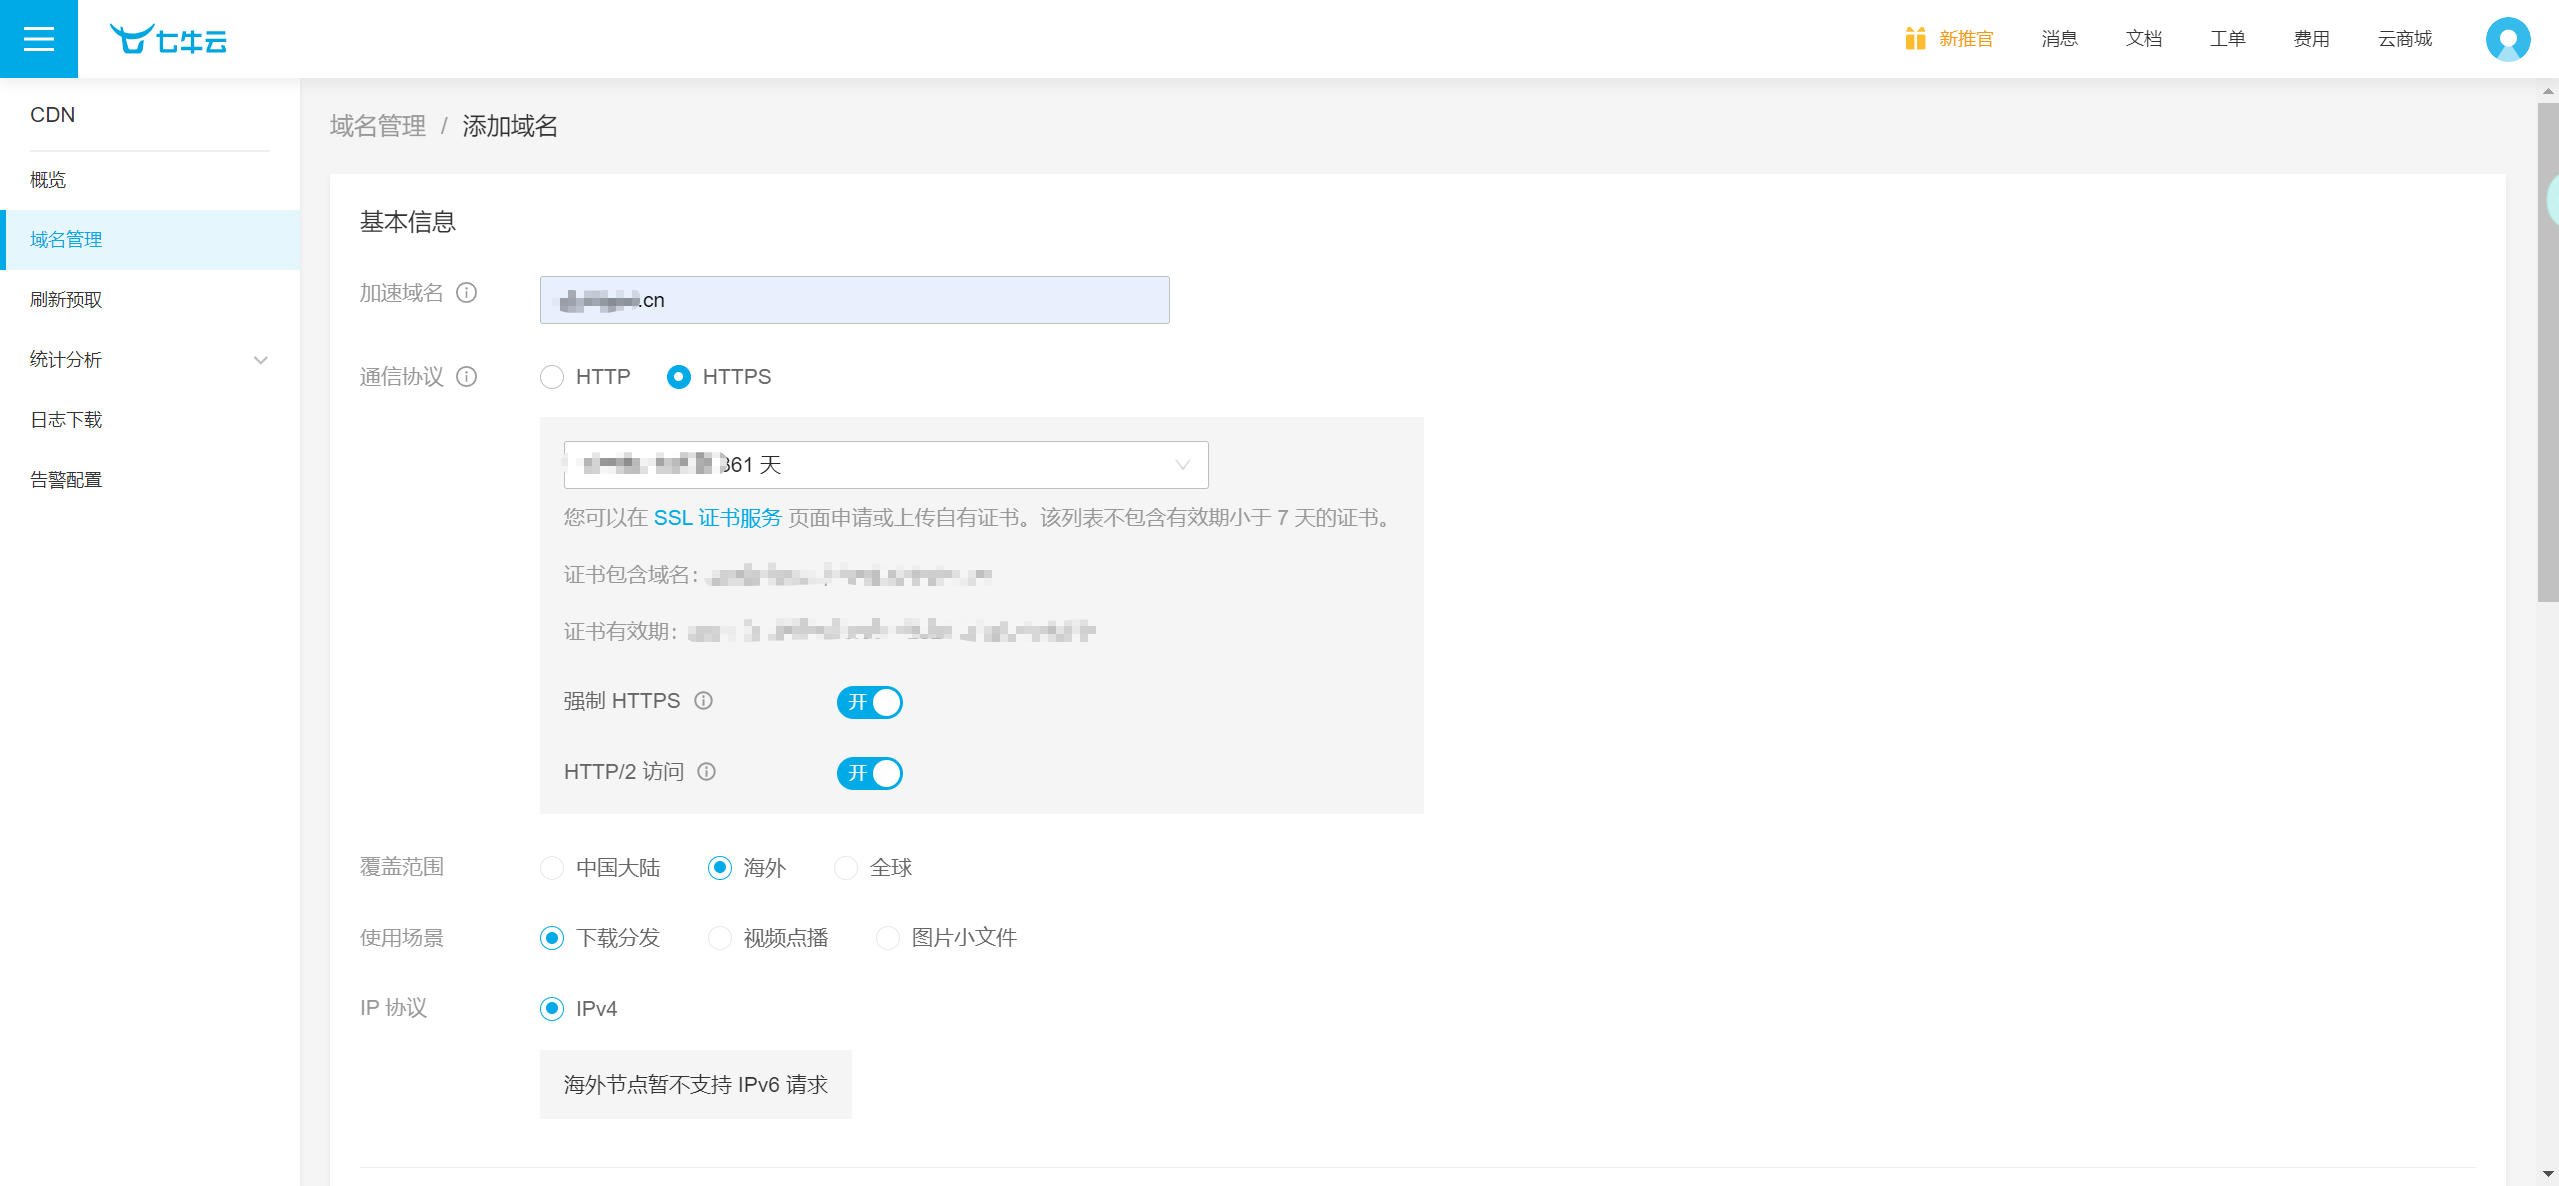 七牛云
新推官
消息
文档
工单
费用
云商城
CDN
概览
域名管理
刷新预取
统计分析
日志下载
告警配置
域名管理 / 添加域名
基本信息
加速域名
.cn
通信协议
HTTP
HTTPS
361 天
您可以在 SSL 证书服务 页面申请或上传自有证书。该列表不包含有效期小于 7 天的证书。
证书包含域名:
证书有效期:
强制 HTTPS
开
HTTP/2 访问
开
覆盖范围
中国大陆
海外
全球
使用场景
下载分发
视频点播
图片小文件
IP 协议
IPv4
海外节点暂不支持 IPv6 请求